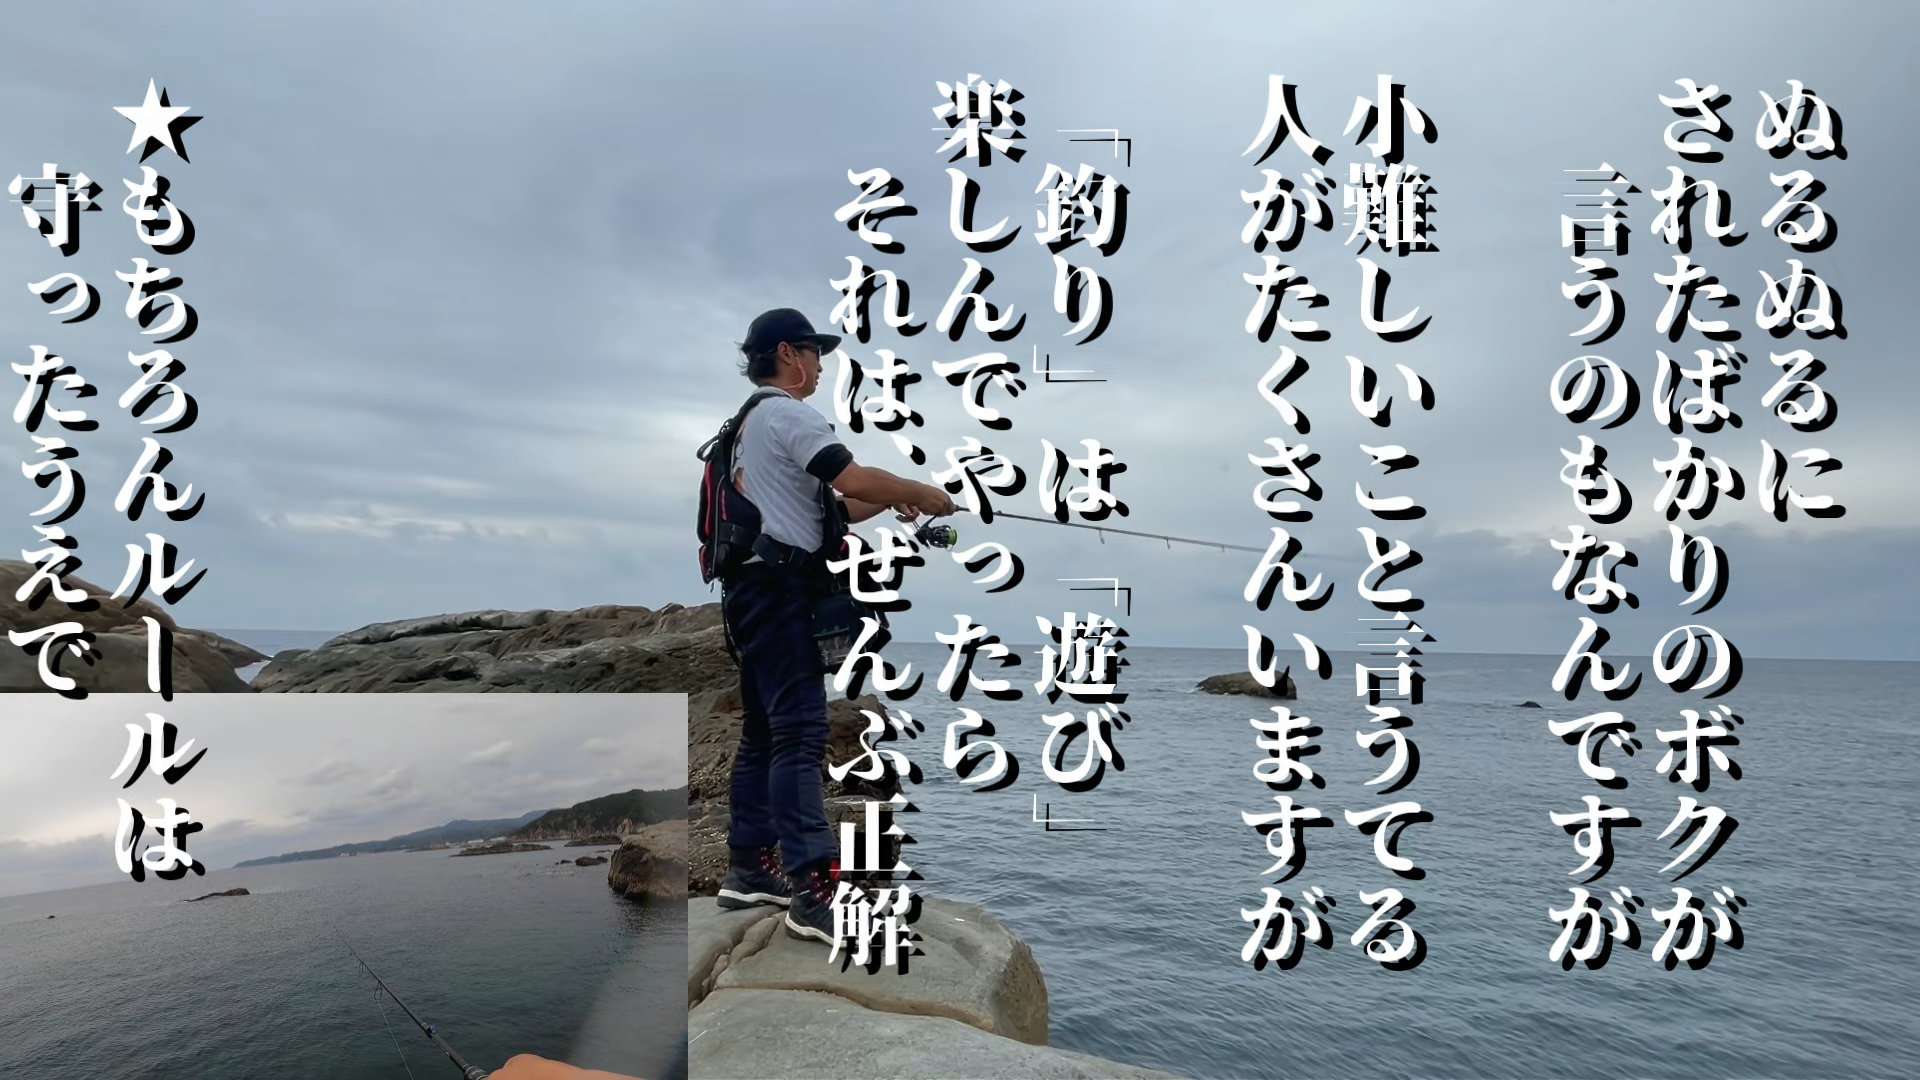 ぬるぬるに
されたばかりのボクが
言うのもなんですが
小難しいこと言うてる
人がたくさんいますが
「釣り」は「遊び」
楽しんでやったら
それは、ぜんぶ正解
★もちろんルールは
守ったうえで